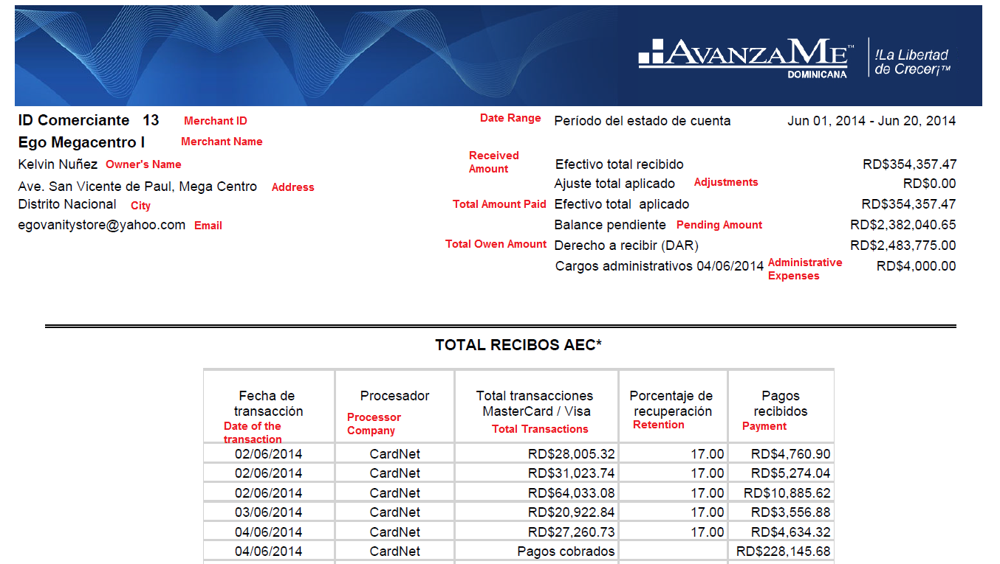 AVANZAME™ !La Libertad
DOMINICANA de Crecer¡™
ID Comerciante 13 Merchant ID
Ego Megacentro I Merchant Name
Kelvin Nuñez Owner's Name
Ave. San Vicente de Paul, Mega Centro Address
Distrito Nacional City
egovanitystore@yahoo.com Email
Date Range Período del estado de cuenta Jun 01, 2014 - Jun 20, 2014
Received
Amount Efectivo total recibido RD$354,357.47
Ajuste total aplicado Adjustments RD$0.00
Total Amount Paid Efectivo total aplicado RD$354,357.47
Balance pendiente Pending Amount RD$2,382,040.65
Total Owen Amount Derecho a recibir (DAR) RD$2,483,775.00
Cargos administrativos 04/06/2014 Administrative RD$4,000.00
Expenses
TOTAL RECIBOS AEC*
Fecha de Procesador Total transacciones Porcentaje de Pagos
transacción MasterCard / Visa recuperación recibidos
Date of the Processor Total Transactions Retention Payment
transaction Company
02/06/2014 CardNet RD$28,005.32 17.00 RD$4,760.90
02/06/2014 CardNet RD$31,023.74 17.00 RD$5,274.04
02/06/2014 CardNet RD$64,033.08 17.00 RD$10,885.62
03/06/2014 CardNet RD$20,922.84 17.00 RD$3,556.88
04/06/2014 CardNet RD$27,260.73 17.00 RD$4,634.32
04/06/2014 CardNet Pagos cobrados RD$228,145.68